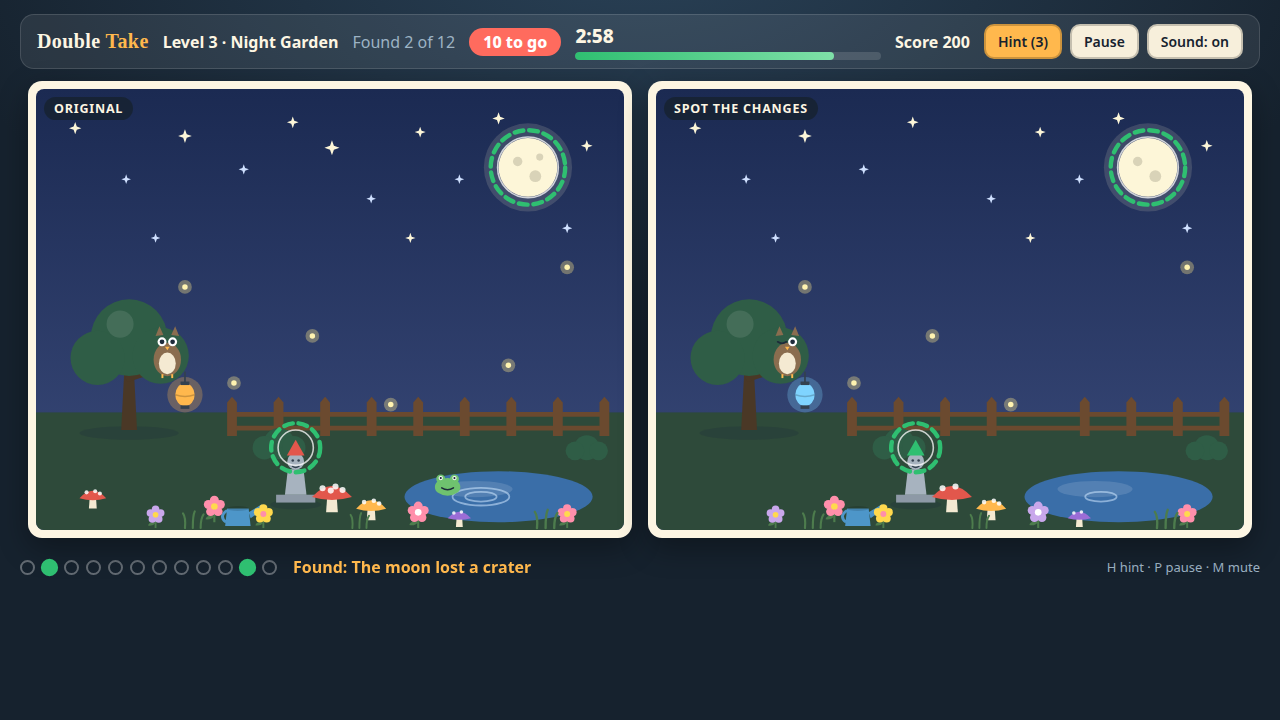 Double Take Level 3 · Night Garden Found 2 of 12 10 to go 2:58 Score 200 Hint (3) Pause Sound: on
ORIGINAL
SPOT THE CHANGES
Found: The moon lost a crater
H hint · P pause · M mute